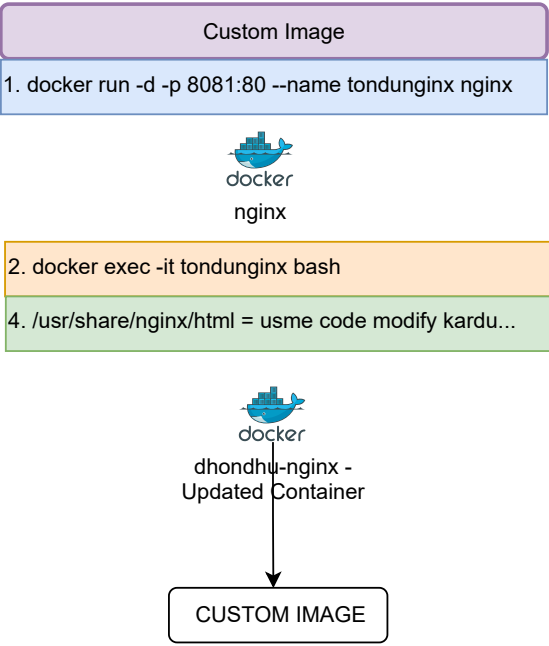 Custom Image
1. docker run -d -p 8081:80 --name tondunginx nginx
docker
nginx
2. docker exec -it tondunginx bash
4. /usr/share/nginx/html = usme code modify kardu...
docker
dhondhu-nginx -
Updated Container
CUSTOM IMAGE